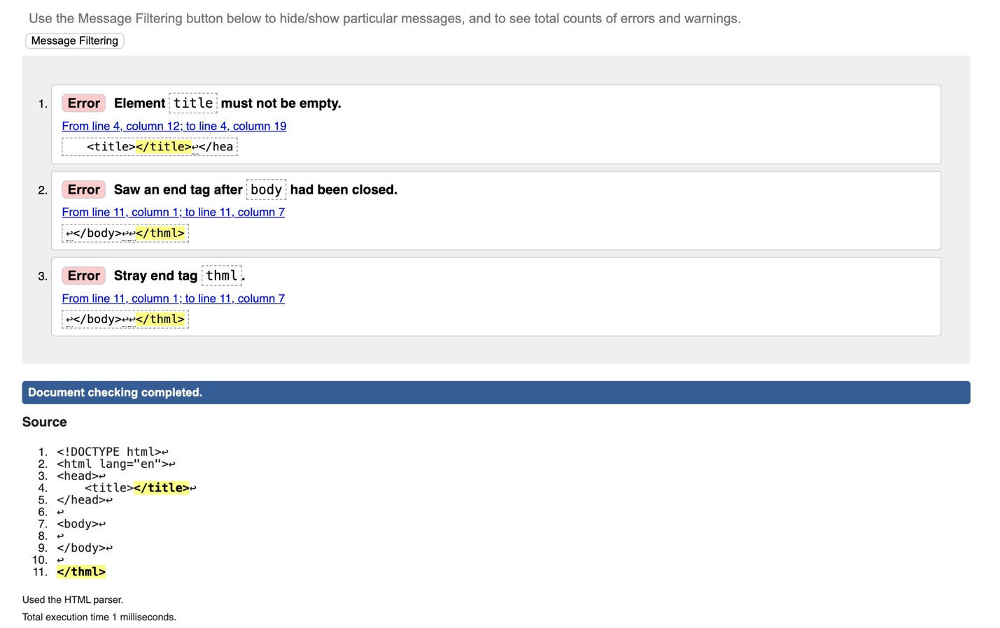 Use the Message Filtering button below to hide/show particular messages, and to see total counts of errors and warnings.
Message Filtering
1. Error Element title must not be empty.
From line 4, column 12; to line 4, column 19
<title></title>↩</hea
2. Error Saw an end tag after body had been closed.
From line 11, column 1; to line 11, column 7
↩</body>↩↩</thml>
3. Error Stray end tag thml.
From line 11, column 1; to line 11, column 7
↩</body>↩↩</thml>
Document checking completed.
Source
1. <!DOCTYPE html>↩
2. <html lang="en">↩
3. <head>↩
4. <title></title>↩
5. </head>↩
6. ↩
7. <body>↩
8. ↩
9. </body>↩
10. ↩
11. </thml>
Used the HTML parser.
Total execution time 1 milliseconds.